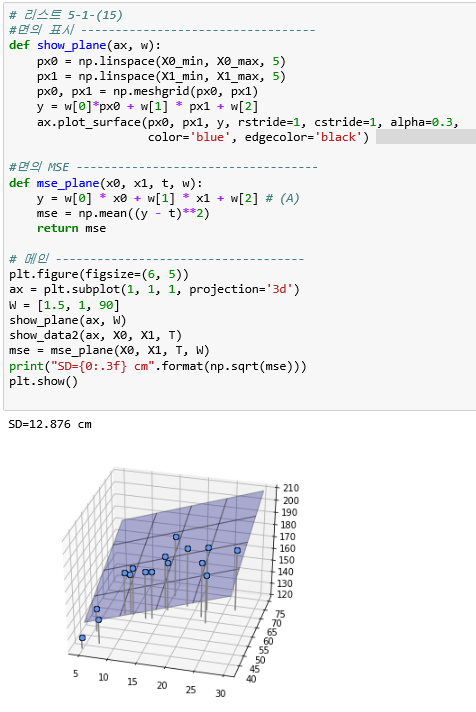 # 리스트 5-1-(15)
#면의 표시 ---------------------------------
def show_plane(ax, w):
    px0 = np.linspace(X0_min, X0_max, 5)
    px1 = np.linspace(X1_min, X1_max, 5)
    px0, px1 = np.meshgrid(px0, px1)
    y = w[0]*px0 + w[1] * px1 + w[2]
    ax.plot_surface(px0, px1, y, rstride=1, cstride=1, alpha=0.3,
                    color='blue', edgecolor='black')
#면의 MSE ----------------------------------
def mse_plane(x0, x1, t, w):
    y = w[0] * x0 + w[1] * x1 + w[2] # (A)
    mse = np.mean((y - t)**2)
    return mse
# 메인 -----------------------------------
plt.figure(figsize=(6, 5))
ax = plt.subplot(1, 1, 1, projection='3d')
W = [1.5, 1, 90]
show_plane(ax, W)
show_data2(ax, X0, X1, T)
mse = mse_plane(X0, X1, T, W)
print("SD={0:.3f} cm".format(np.sqrt(mse)))
plt.show()
SD=12.876 cm
210
200
190
180
170
160
150
140
130
120
75
70
65
60
55
50
45
40
5
10
15
20
25
30